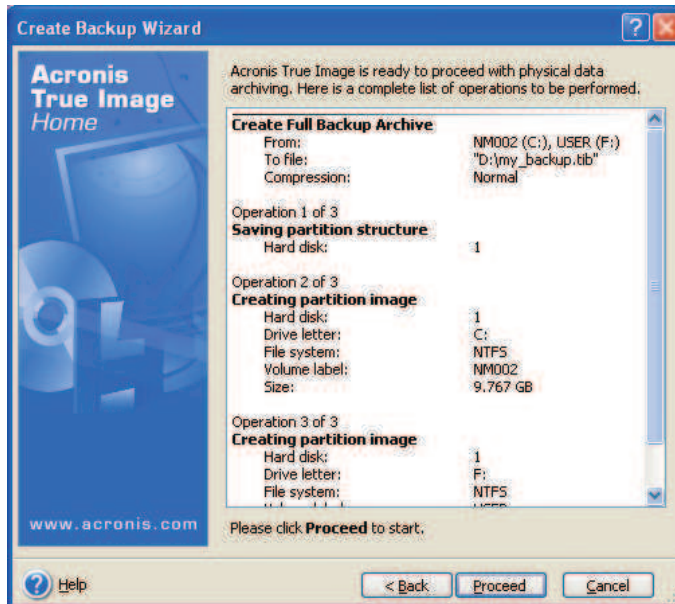 Create Backup Wizard
Acronis
True Image
Home
Acronis True Image is ready to proceed with physical data
archiving. Here is a complete list of operations to be performed.
Create Full Backup Archive
From: NM002 (C:), USER (F:)
To file: "D:\my_backup.tib"
Compression: Normal
Operation 1 of 3
Saving partition structure
Hard disk: 1
Operation 2 of 3
Creating partition image
Hard disk: 1
Drive letter: C:
File system: NTFS
Volume label: NM002
Size: 9.767 GB
Operation 3 of 3
Creating partition image
Hard disk: 1
Drive letter: F:
File system: NTFS
www.acronis.com
Please click Proceed to start.
Help
< Back
Proceed
Cancel